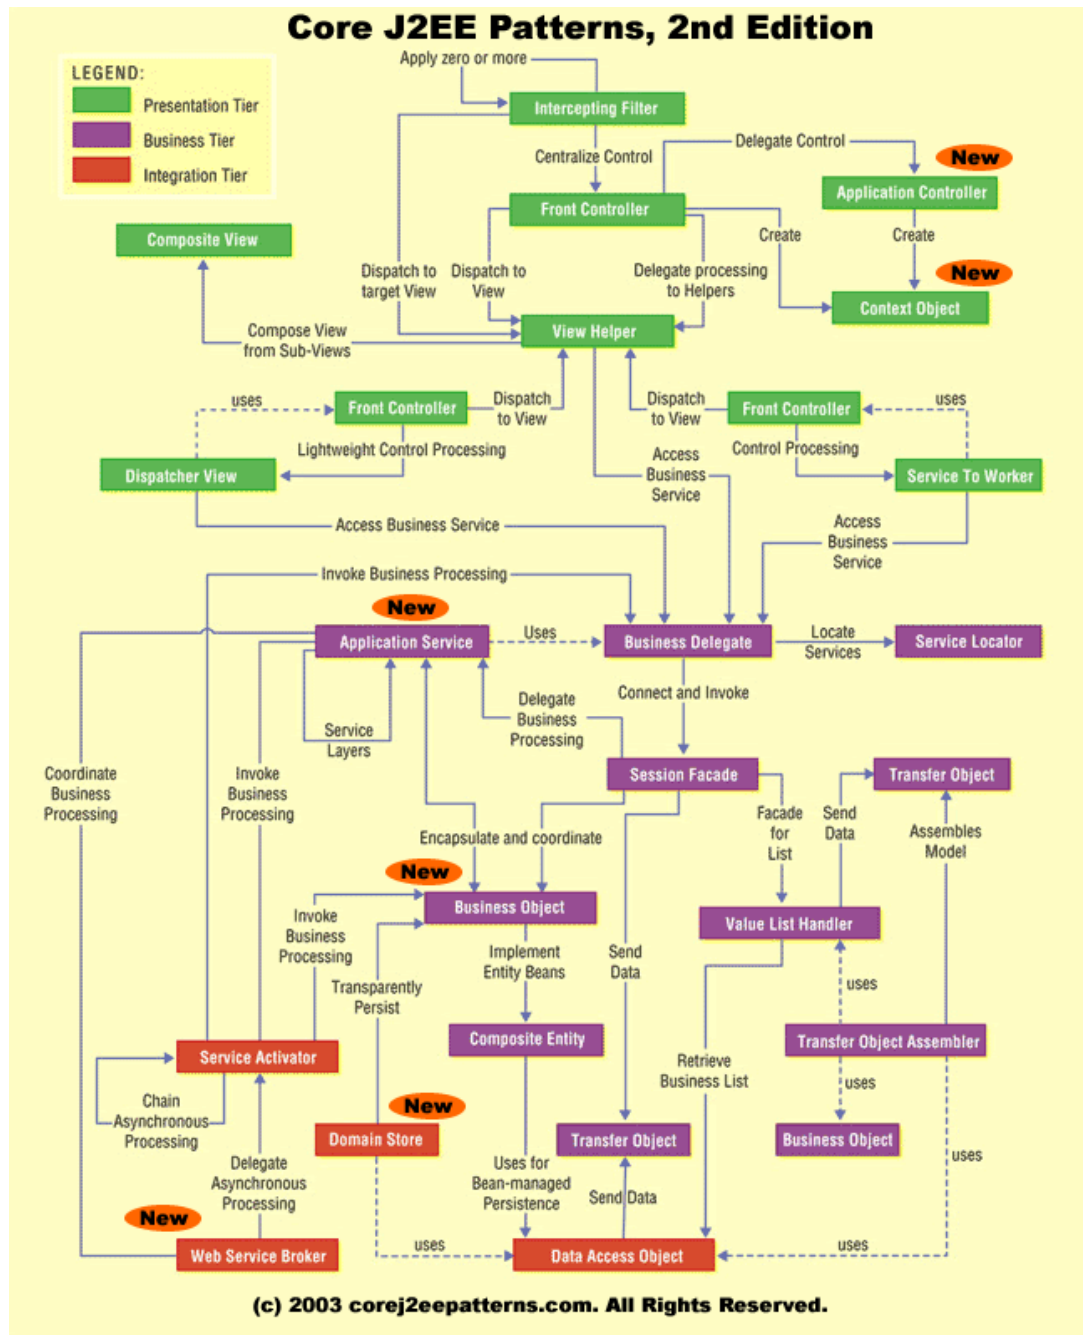 Core J2EE Patterns, 2nd Edition
LEGEND:
Presentation Tier
Business Tier
Integration Tier
Apply zero or more
Intercepting Filter
Centralize Control
Delegate Control
New
Application Controller
Front Controller
Composite View
Create
Create
Dispatch to
target View
Dispatch to
View
Delegate processing
to Helpers
New
Context Object
View Helper
Compose View
from Sub-Views
uses
Front Controller
Dispatch
to View
Dispatch
to View
Front Controller
uses
Lightweight Control Processing
Control Processing
Dispatcher View
Access
Business
Service
Service To Worker
Access Business Service
Access
Business
Service
Invoke Business Processing
New
Application Service
Uses
Business Delegate
Locate
Services
Service Locator
Connect and Invoke
Delegate
Business
Processing
Service
Layers
Coordinate
Business
Processing
Invoke
Business
Processing
Session Facade
Transfer Object
Facade
for
List
Send
Data
Assembles
Model
Encapsulate and coordinate
New
Business Object
Value List Handler
Invoke
Business
Processing
Implement
Entity Beans
Send
Data
uses
Transparently
Persist
Composite Entity
Transfer Object Assembler
Service Activator
Retrieve
Business List
uses
Chain
Asynchronous
Processing
New
Domain Store
Transfer Object
Business Object
uses
Delegate
Asynchronous
Processing
Uses for
Bean-managed
Persistence
Send Data
New
Web Service Broker
uses
Data Access Object
uses
(c) 2003 corej2eepatterns.com. All Rights Reserved.